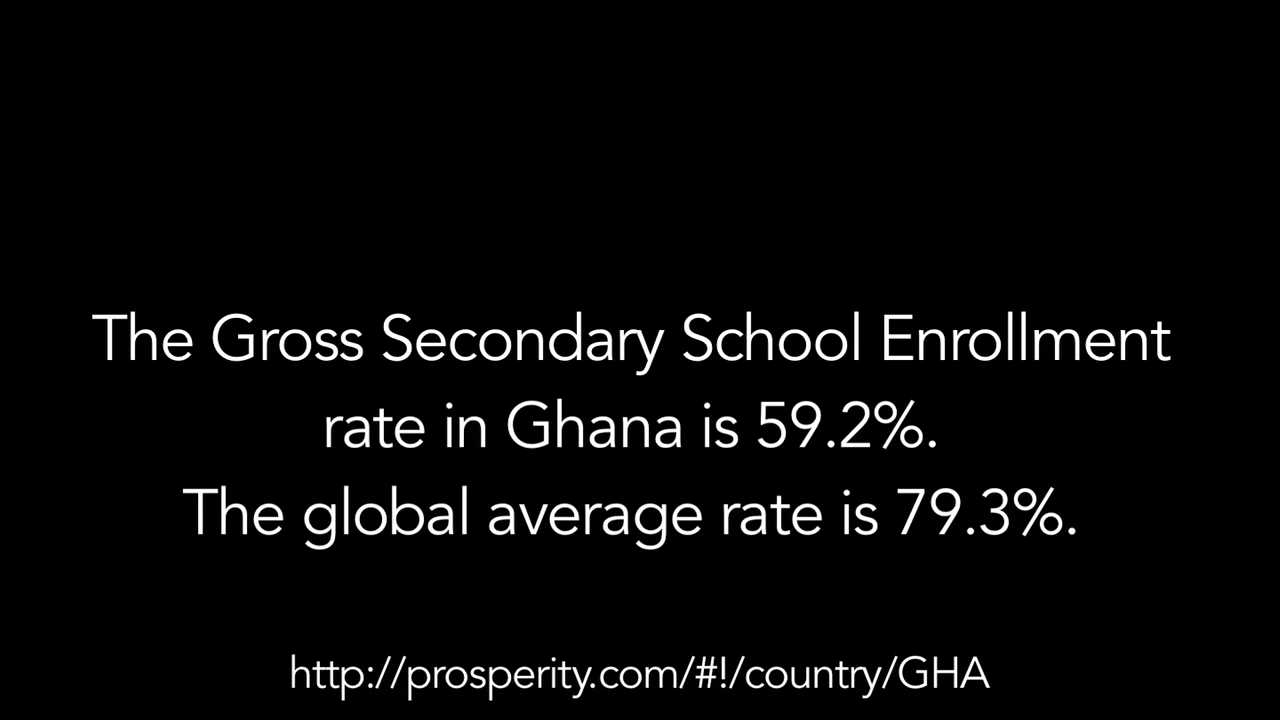 The Gross Secondary School Enrollment
rate in Ghana is 59.2%.
The global average rate is 79.3%.
http://prosperity.com/#!/country/GHA